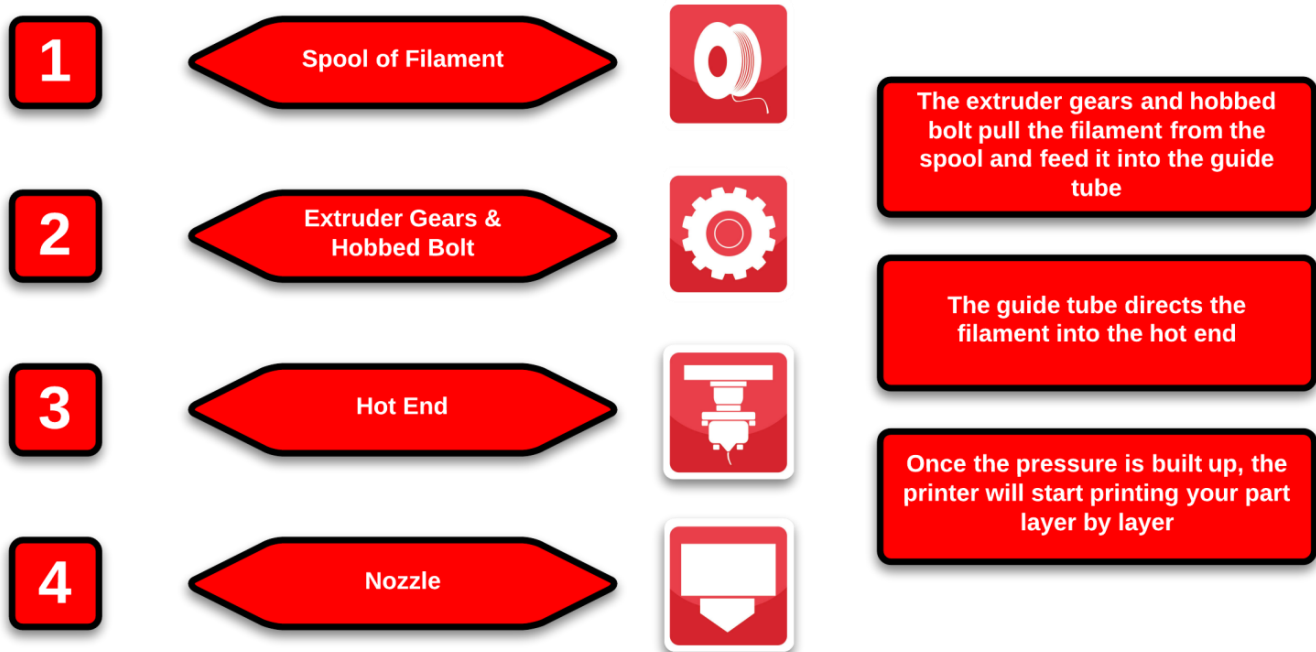 1
Spool of Filament
2
Extruder Gears &
Hobbed Bolt
3
Hot End
4
Nozzle
The extruder gears and hobbed
bolt pull the filament from the
spool and feed it into the guide
tube
The guide tube directs the
filament into the hot end
Once the pressure is built up, the
printer will start printing your part
layer by layer